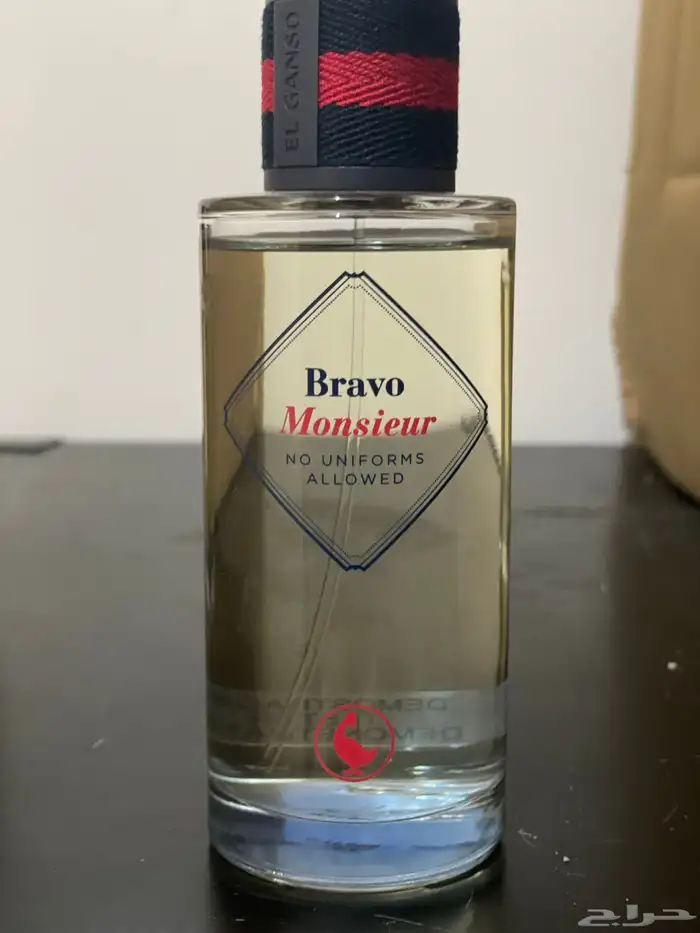 EL GANSO
Bravo
Monsieur
NO UNIFORMS
ALLOWED
حراج